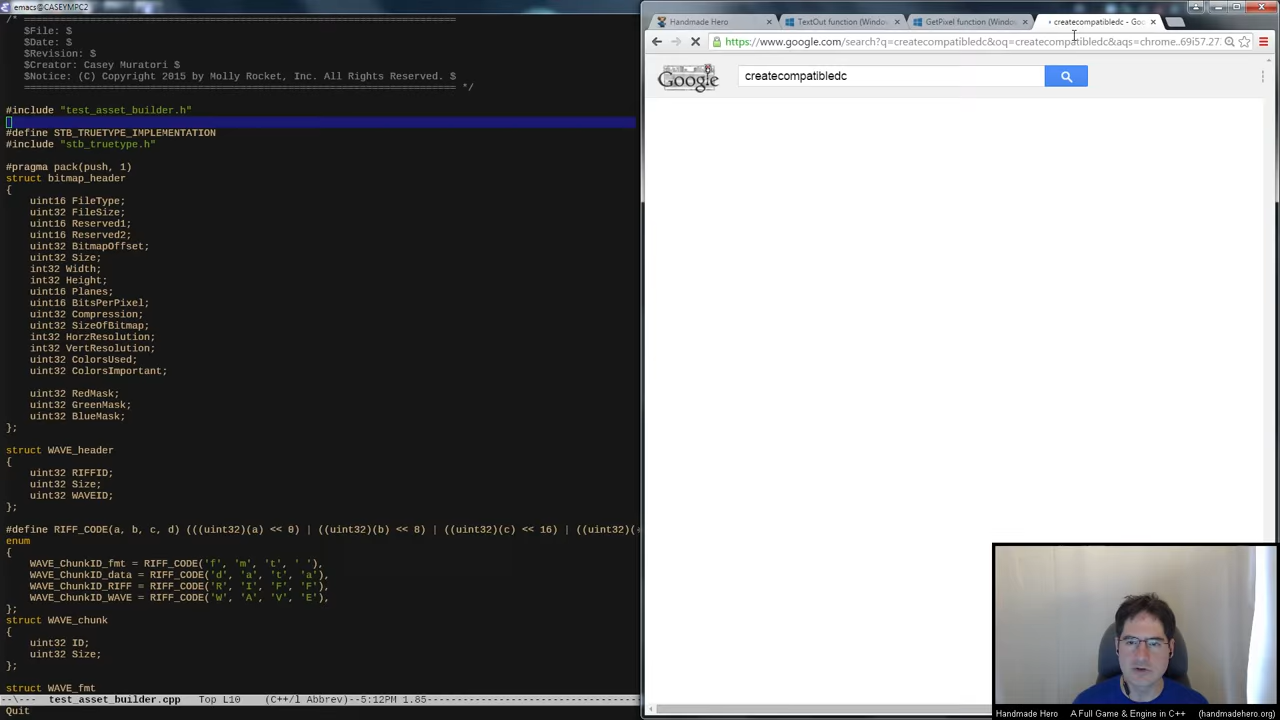 emacs@CASEYMPC2
/* ========================================================================
$File: $
$Date: $
$Revision: $
$Creator: Casey Muratori $
$Notice: (C) Copyright 2015 by Molly Rocket, Inc. All Rights Reserved. $
======================================================================== */
#include "test_asset_builder.h"
#define STB_TRUETYPE_IMPLEMENTATION
#include "stb_truetype.h"
#pragma pack(push, 1)
struct bitmap_header
{
uint16 FileType;
uint32 FileSize;
uint16 Reserved1;
uint16 Reserved2;
uint32 BitmapOffset;
uint32 Size;
int32 Width;
int32 Height;
uint16 Planes;
uint16 BitsPerPixel;
uint32 Compression;
uint32 SizeOfBitmap;
int32 HorzResolution;
int32 VertResolution;
uint32 ColorsUsed;
uint32 ColorsImportant;
uint32 RedMask;
uint32 GreenMask;
uint32 BlueMask;
};
struct WAVE_header
{
uint32 RIFFID;
uint32 Size;
uint32 WAVEID;
};
#define RIFF_CODE(a, b, c, d) (((uint32)(a) << 0) | ((uint32)(b) << 8) | ((uint32)(c) << 16) | ((uint32)(
enum
{
WAVE_ChunkID_fmt = RIFF_CODE('f', 'm', 't', ' '),
WAVE_ChunkID_data = RIFF_CODE('d', 'a', 't', 'a'),
WAVE_ChunkID_RIFF = RIFF_CODE('R', 'I', 'F', 'F'),
WAVE_ChunkID_WAVE = RIFF_CODE('W', 'A', 'V', 'E'),
};
struct WAVE_chunk
{
uint32 ID;
uint32 Size;
};
struct WAVE_fmt
--\--- test_asset_builder.cpp Top L10 (C++/l Abbrev)--5:12PM 1.85
Quit
Handmade Hero
TextOut function (Window
GetPixel function (Window
createcompatibledc - Goo
https://www.google.com/search?q=createcompatibledc&oq=createcompatibledc&aqs=chrome..69i57.27
Google
createcompatibledc
Handmade Hero A Full Game & Engine in C++ (handmadehero.org)